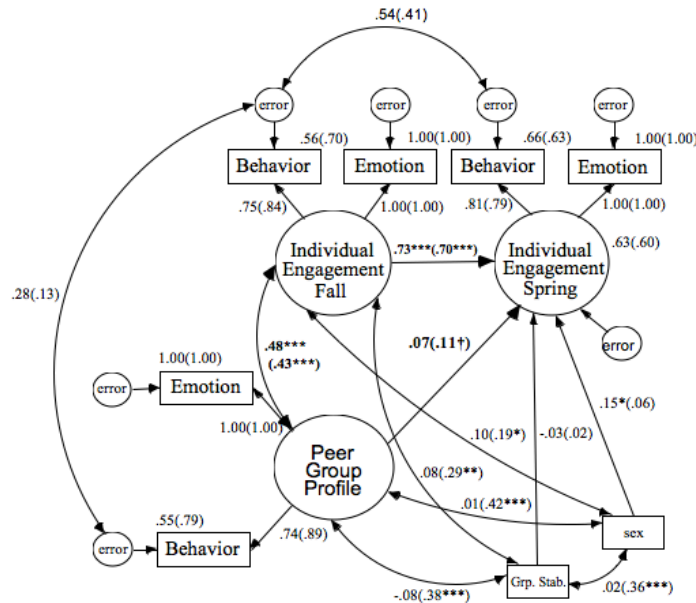 .54(.41)
error
error
error
error
.56(.70)
1.00(1.00)
.66(.63)
1.00(1.00)
Behavior
Emotion
Behavior
Emotion
.75(.84)
1.00(1.00)
.81(.79)
1.00(1.00)
Individual
Engagement
Fall
.73***(.70***)
Individual
Engagement
Spring
.63(.60)
.28(.13)
error
.48***
(.43***)
.07(.11†)
1.00(1.00)
error
Emotion
1.00(1.00)
.15*(.06)
.10(.19*)
-.03(.02)
Peer
Group
Profile
.08(.29**)
.01(.42***)
.55(.79)
.74(.89)
sex
error
Behavior
Grp. Stab.
.02(.36***)
-.08(.38***)